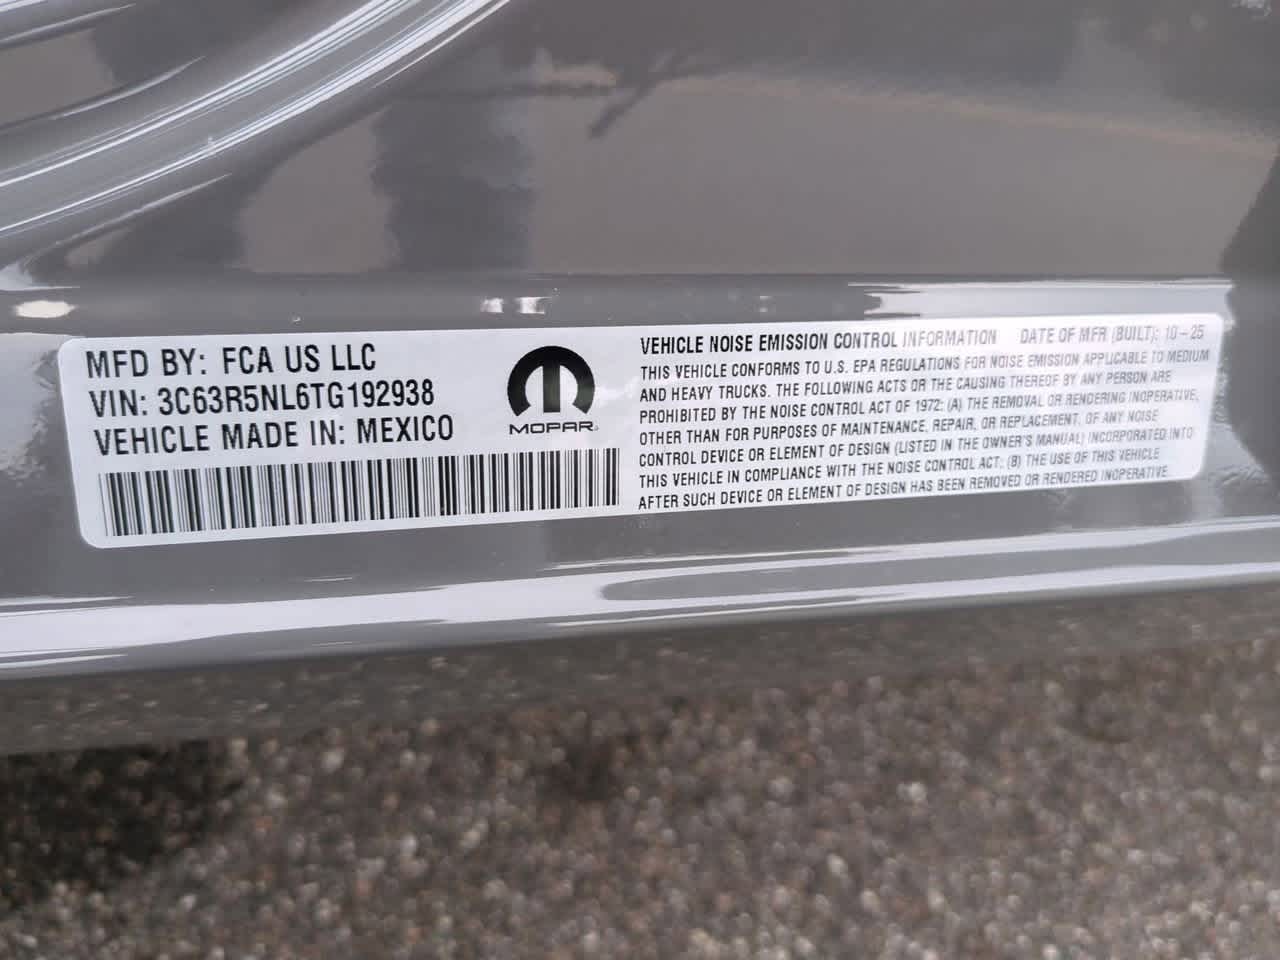 MFD BY: FCA US LLC
VIN: 3C63R5NL6TG192938
VEHICLE MADE IN: MEXICO
MOPAR
VEHICLE NOISE EMISSION CONTROL INFORMATION DATE OF MFR (BUILT): 10-25
THIS VEHICLE CONFORMS TO U.S. EPA REGULATIONS FOR NOISE EMISSION APPLICABLE TO MEDIUM
AND HEAVY TRUCKS. THE FOLLOWING ACTS OR THE CAUSING THEREOF BY ANY PERSON ARE
PROHIBITED BY THE NOISE CONTROL ACT OF 1972: (A) THE REMOVAL OR RENDERING INOPERATIVE,
OTHER THAN FOR PURPOSES OF MAINTENANCE, REPAIR, OR REPLACEMENT, OF ANY NOISE
CONTROL DEVICE OR ELEMENT OF DESIGN (LISTED IN THE OWNER'S MANUAL) INCORPORATED INTO
THIS VEHICLE IN COMPLIANCE WITH THE NOISE CONTROL ACT; (B) THE USE OF THIS VEHICLE
AFTER SUCH DEVICE OR ELEMENT OF DESIGN HAS BEEN REMOVED OR RENDERED INOPERATIVE.